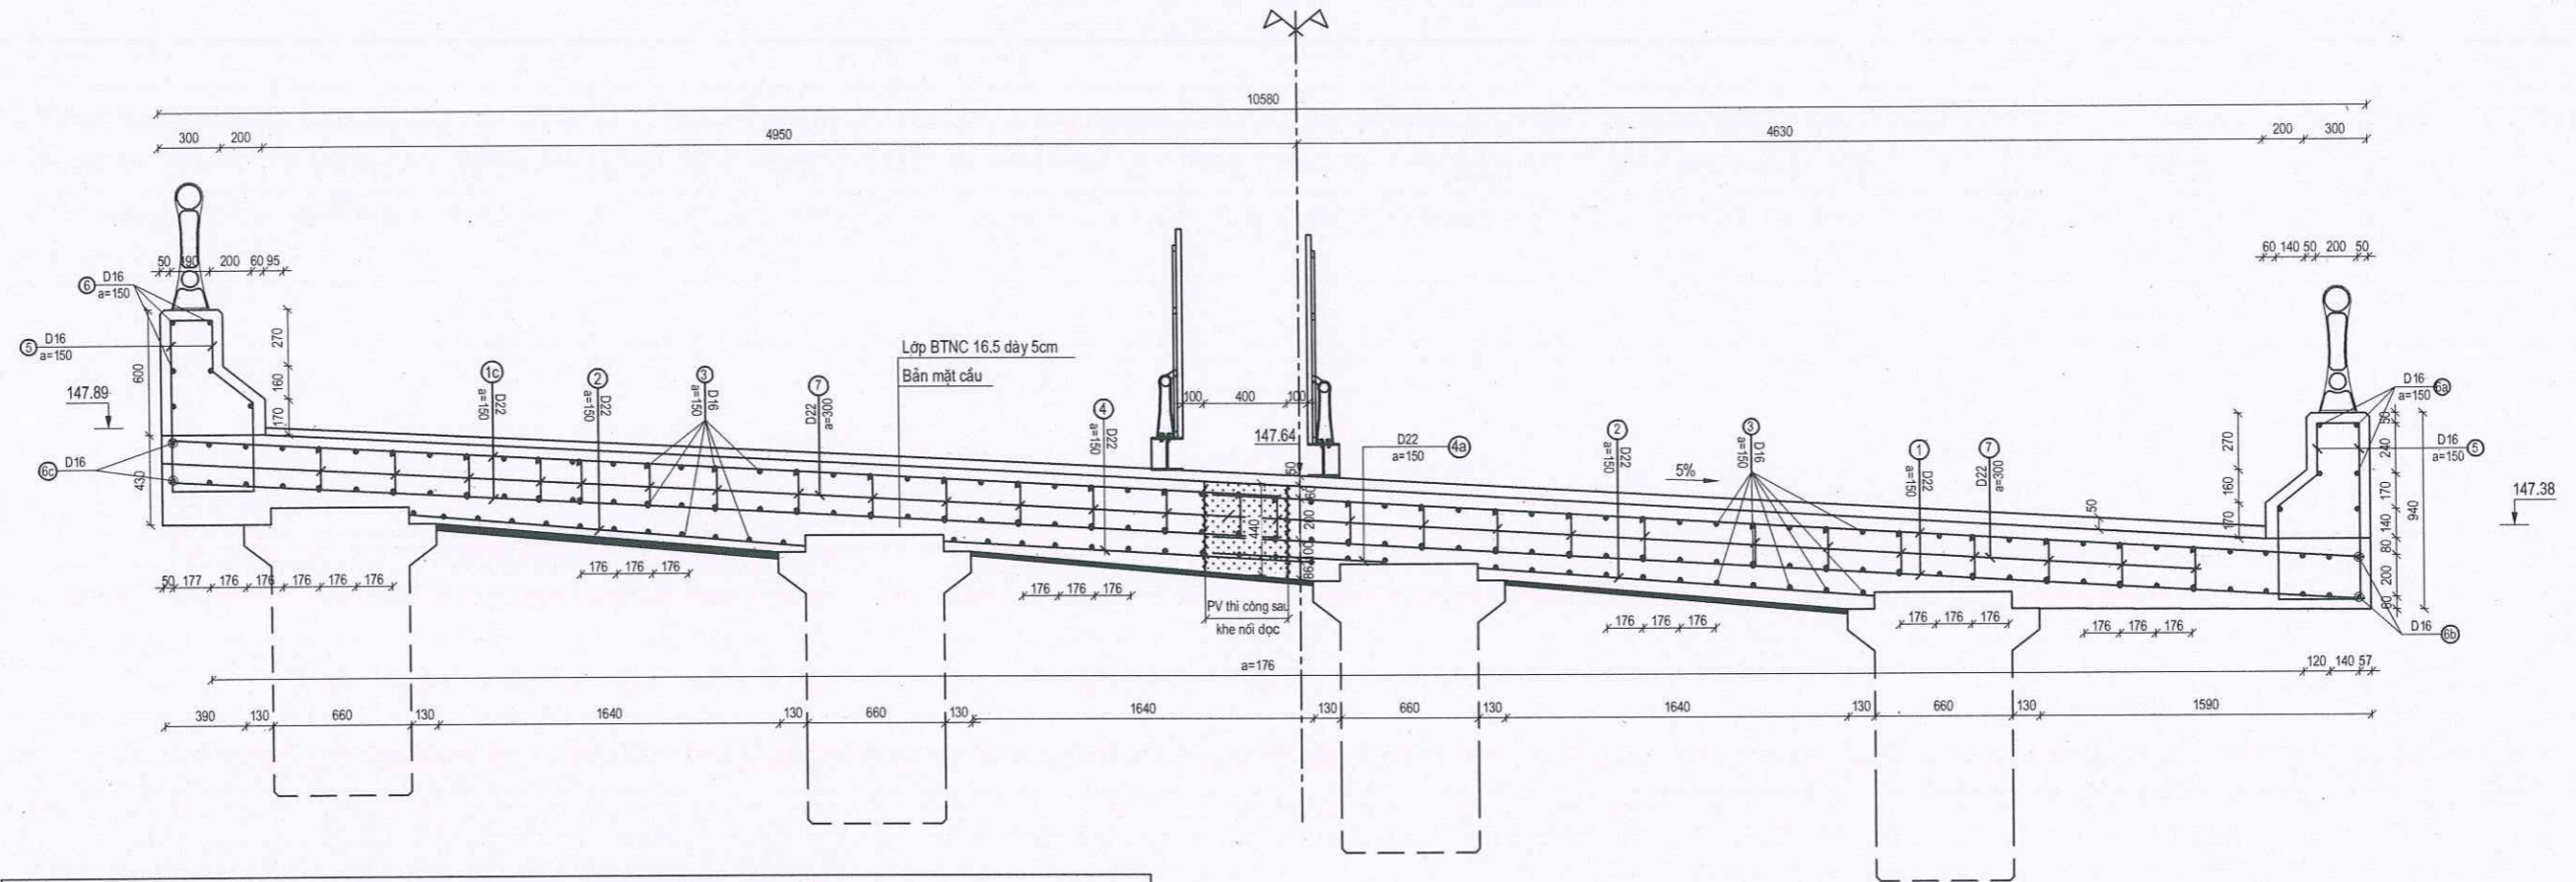 10580
300
200
4950
4630
200
300
50
190
200
60
95
60
140
50
200
50
6
D16
a=150
5
D16
a=150
600
430
270
160
170
147.89
6c
D16
1c
D22
a=150
2
D22
a=150
3
D16
a=150
7
D22
a=300
Lớp BTNC 16.5 dày 5cm
Bản mặt cầu
4
D22
a=150
100
400
100
147.64
50
60
200
100
440
D22
a=150
4a
2
D22
a=150
5%
3
D16
a=150
1
D22
a=150
7
D22
a=300
50
270
160
170
D16
a=150
6a
D16
a=150
5
50
240
170
140
80
200
80
940
147.38
D16
6b
50
177
176
176
176
176
176
176
176
176
176
176
176
PV thi công sau
khe nối dọc
176
176
176
176
176
176
176
176
176
a=176
120
140
57
390
130
660
130
1640
130
660
130
1640
130
660
130
1640
130
660
130
1590